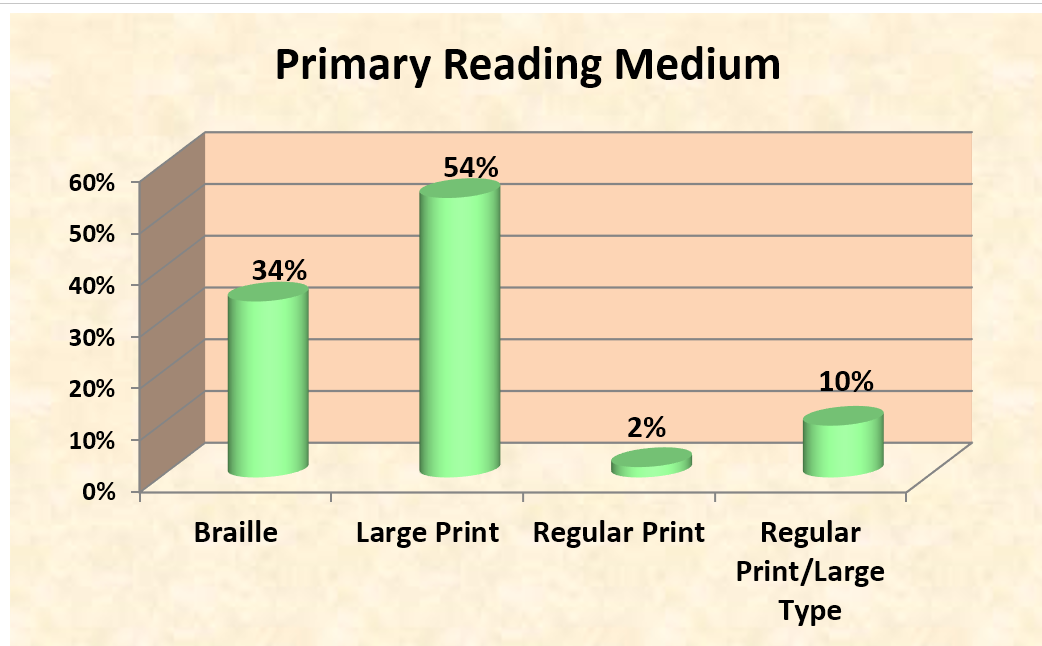 Primary Reading Medium
60%
50%
40%
30%
20%
10%
0%
34%
54%
2%
10%
Braille
Large Print
Regular Print
Regular
Print/Large
Type